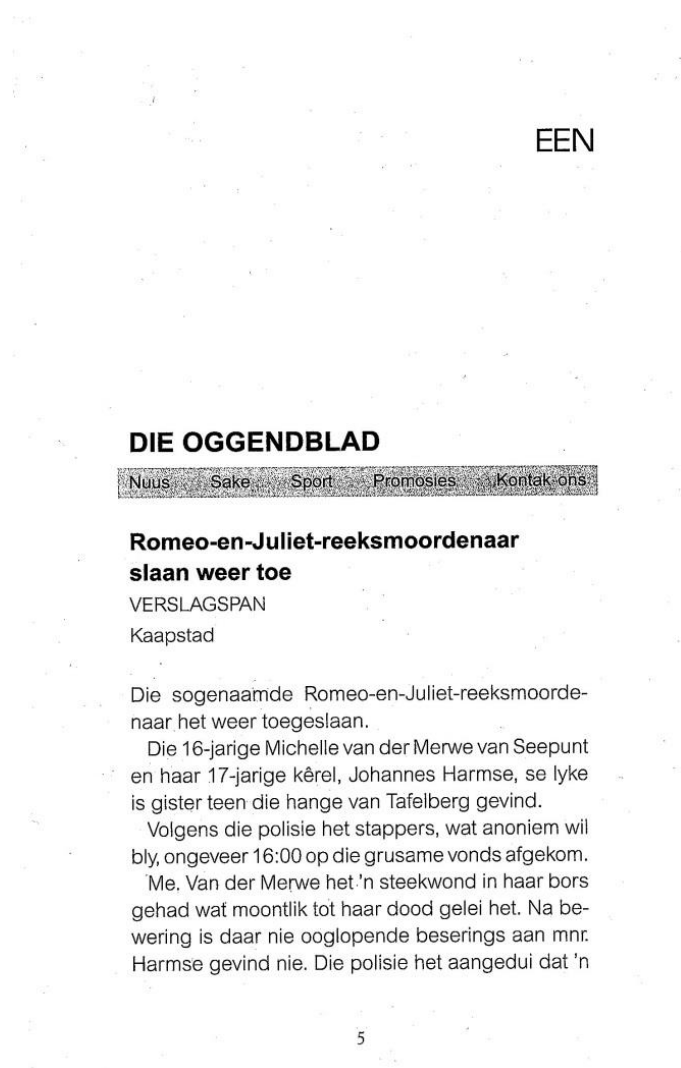 EEN
DIE OGGENDBLAD
Nuus Sake Sport Promosies Kontak-ons
Romeo-en-Juliet-reeksmoordenaar
slaan weer toe
VERSLAGSPAN
Kaapstad
Die sogenaamde Romeo-en-Juliet-reeksmoorde-
naar het weer toegeslaan.
Die 16-jarige Michelle van der Merwe van Seepunt
en haar 17-jarige kêrel, Johannes Harmse, se lyke
is gister teen die hange van Tafelberg gevind.
Volgens die polisie het stappers, wat anoniem wil
bly, ongeveer 16:00 op die grusame vonds afgekom.
Me. Van der Merwe het 'n steekwond in haar bors
gehad wat moontlik tot haar dood gelei het. Na be-
wering is daar nie ooglopende beserings aan mnr.
Harmse gevind nie. Die polisie het aangedui dat 'n
5